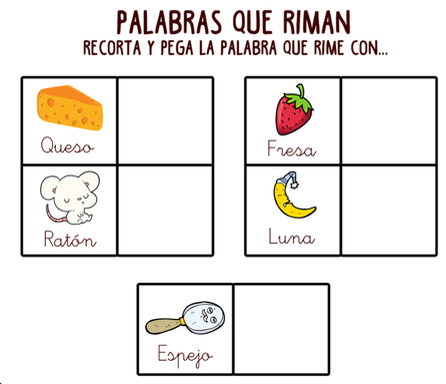 PALABRAS QUE RIMAN
RECORTA Y PEGA LA PALABRA QUE RIME CON...
Queso
Fresa
Ratón
Luna
Espejo